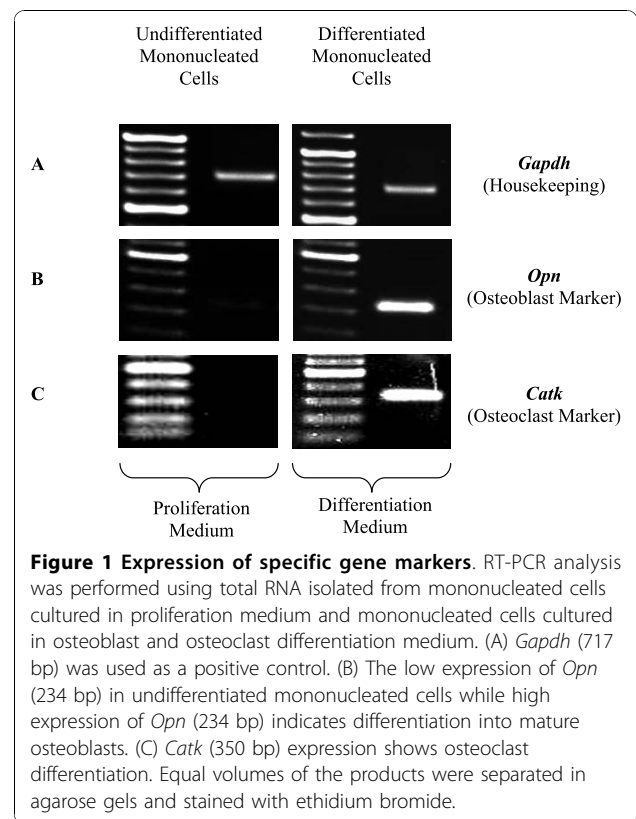 Undifferentiated Mononucleated Cells
Differentiated Mononucleated Cells
A
Gapdh
(Housekeeping)
B
Opn
(Osteoblast Marker)
C
Catk
(Osteoclast Marker)
Proliferation Medium
Differentiation Medium
Figure 1 Expression of specific gene markers. RT-PCR analysis
was performed using total RNA isolated from mononucleated cells
cultured in proliferation medium and mononucleated cells cultured
in osteoblast and osteoclast differentiation medium. (A) Gapdh (717
bp) was used as a positive control. (B) The low expression of Opn
(234 bp) in undifferentiated mononucleated cells while high
expression of Opn (234 bp) indicates differentiation into mature
osteoblasts. (C) Catk (350 bp) expression shows osteoclast
differentiation. Equal volumes of the products were separated in
agarose gels and stained with ethidium bromide.